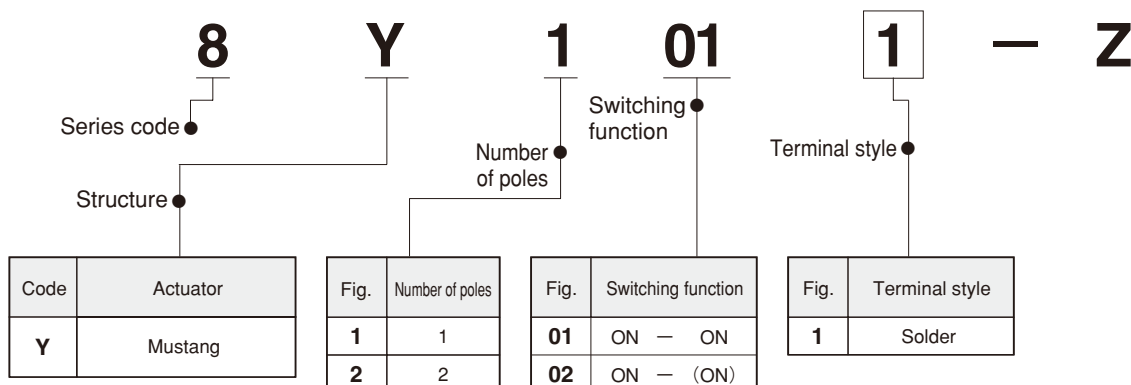 8 Y 1 01 1 — Z
Series code
Switching
function
Number
of poles
Terminal style
Structure
Code Actuator
Y Mustang
Fig. Number of poles
1 1
2 2
Fig. Switching function
01 ON — ON
02 ON — (ON)
Fig. Terminal style
1 Solder